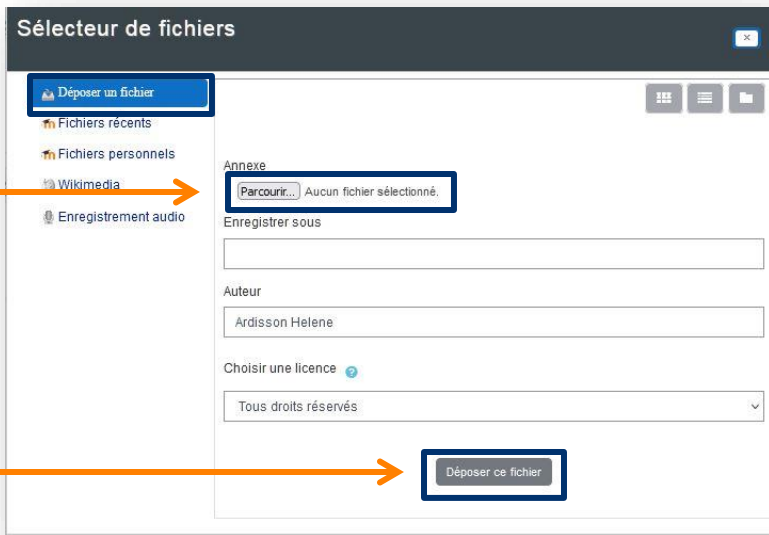 Sélecteur de fichiers
Déposer un fichier
Fichiers récents
Fichiers personnels
Wikimedia
Enregistrement audio
Annexe
Parcourir... Aucun fichier sélectionné.
Enregistrer sous
Auteur
Ardisson Helene
Choisir une licence
Tous droits réservés
Déposer ce fichier